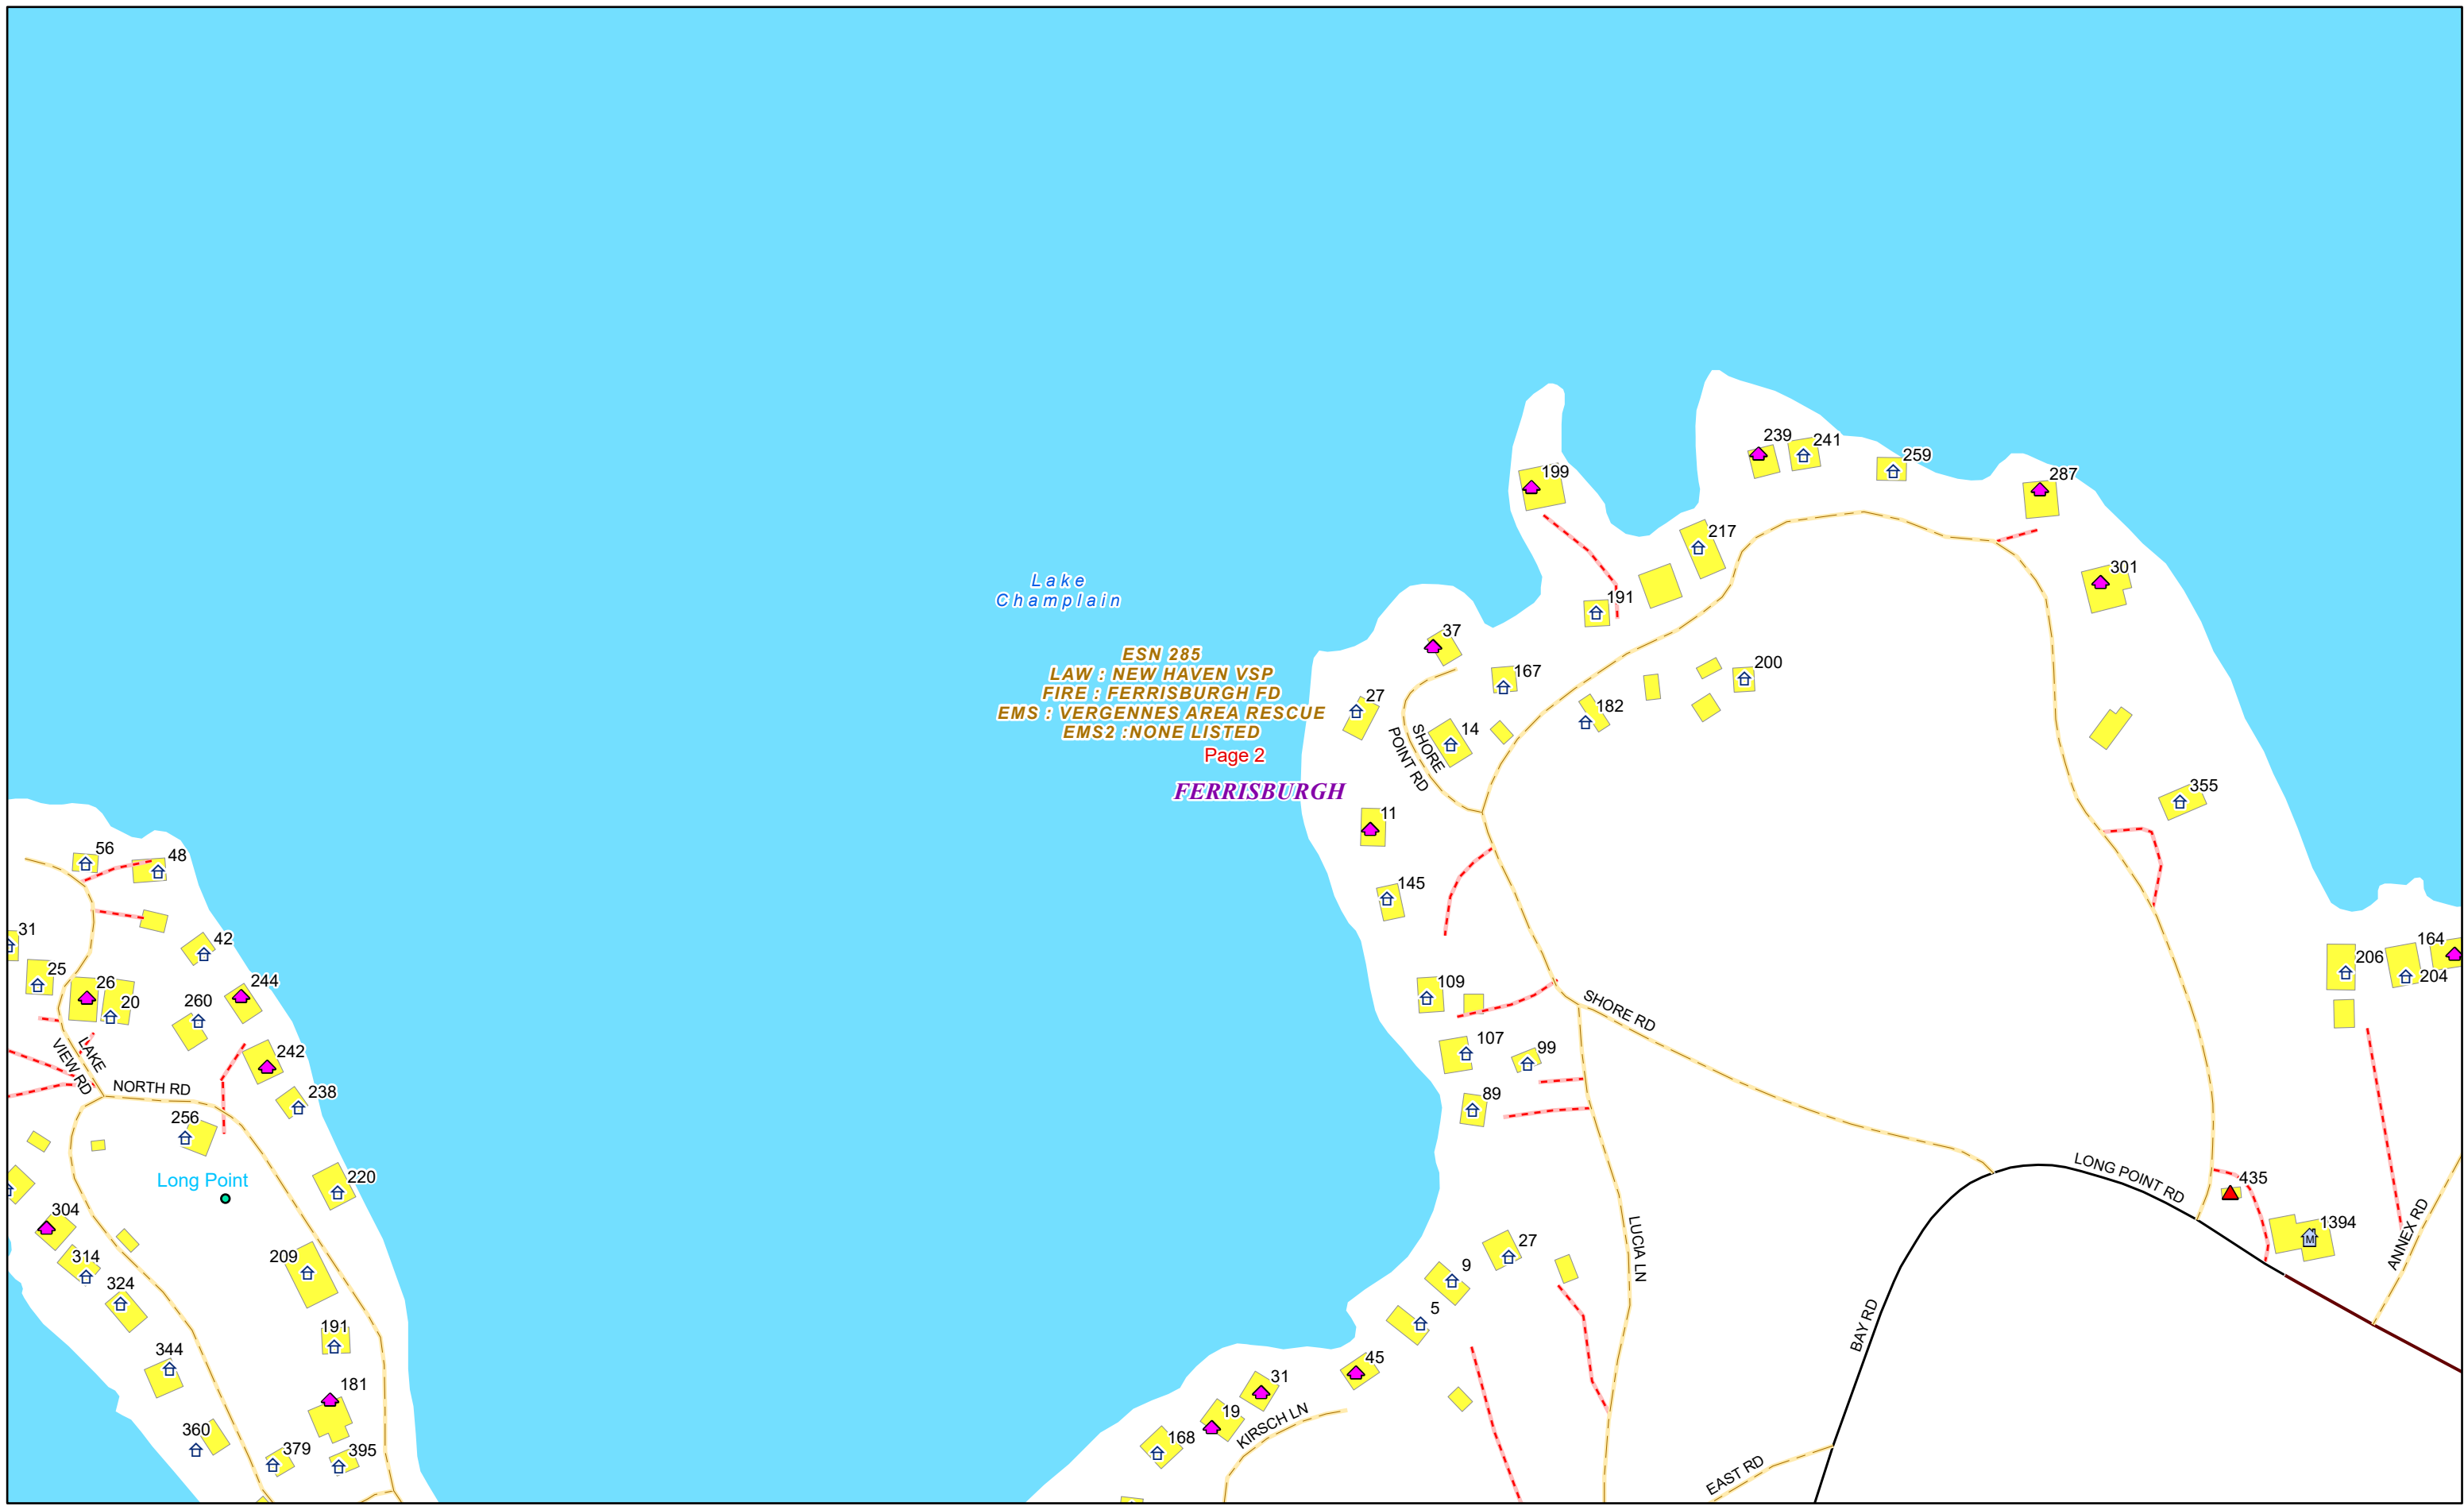 239
241
259
199
287
217
301
Lake
Champlain
191
37
ESN 285
LAW : NEW HAVEN VSP
FIRE : FERRISBURGH FD
EMS : VERGENNES AREA RESCUE
EMS2 :NONE LISTED
167
200
27
182
14
SHORE
POINT RD
Page 2
FERRISBURGH
355
11
56
48
145
31
42
164
206
204
25
26
244
109
20
260
SHORE RD
107
99
LAKE
VIEW RD
242
NORTH RD
238
89
256
Long Point
220
LONG POINT RD
435
304
1394
ANNEX RD
314
209
27
LUCIA LN
324
9
5
BAY RD
191
344
45
181
31
19
KIRSCH LN
360
379
395
168
EAST RD
M